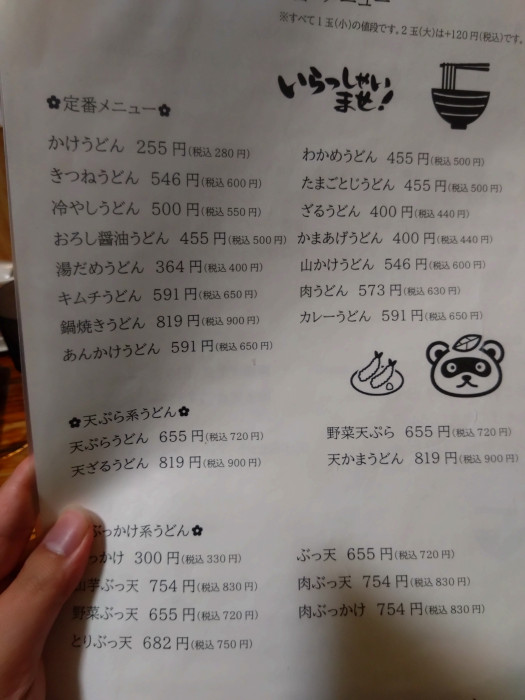 ※すべて1玉(小)の値段です。2玉(大)は+120円(税込)です。
いらっしゃい
ませ!
✿定番メニュー✿
かけうどん 255円(税込280円)
きつねうどん 546円(税込600円)
冷やしうどん 500円(税込550円)
おろし醤油うどん 455円(税込500円)
湯だめうどん 364円(税込400円)
キムチうどん 591円(税込650円)
鍋焼きうどん 819円(税込900円)
あんかけうどん 591円(税込650円)
わかめうどん 455円(税込500円)
たまごとじうどん 455円(税込500円)
ざるうどん 400円(税込440円)
かまあげうどん 400円(税込440円)
山かけうどん 546円(税込600円)
肉うどん 573円(税込630円)
カレーうどん 591円(税込650円)
✿天ぷら系うどん✿
天ぷらうどん 655円(税込720円)
天ざるうどん 819円(税込900円)
野菜天ぷら 655円(税込720円)
天かまうどん 819円(税込900円)
ぶっかけ系うどん✿
っかけ 300円(税込330円)
山芋ぶっ天 754円(税込830円)
野菜ぶっ天 655円(税込720円)
とりぶっ天 682円(税込750円)
ぶっ天 655円(税込720円)
肉ぶっ天 754円(税込830円)
肉ぶっかけ 754円(税込830円)